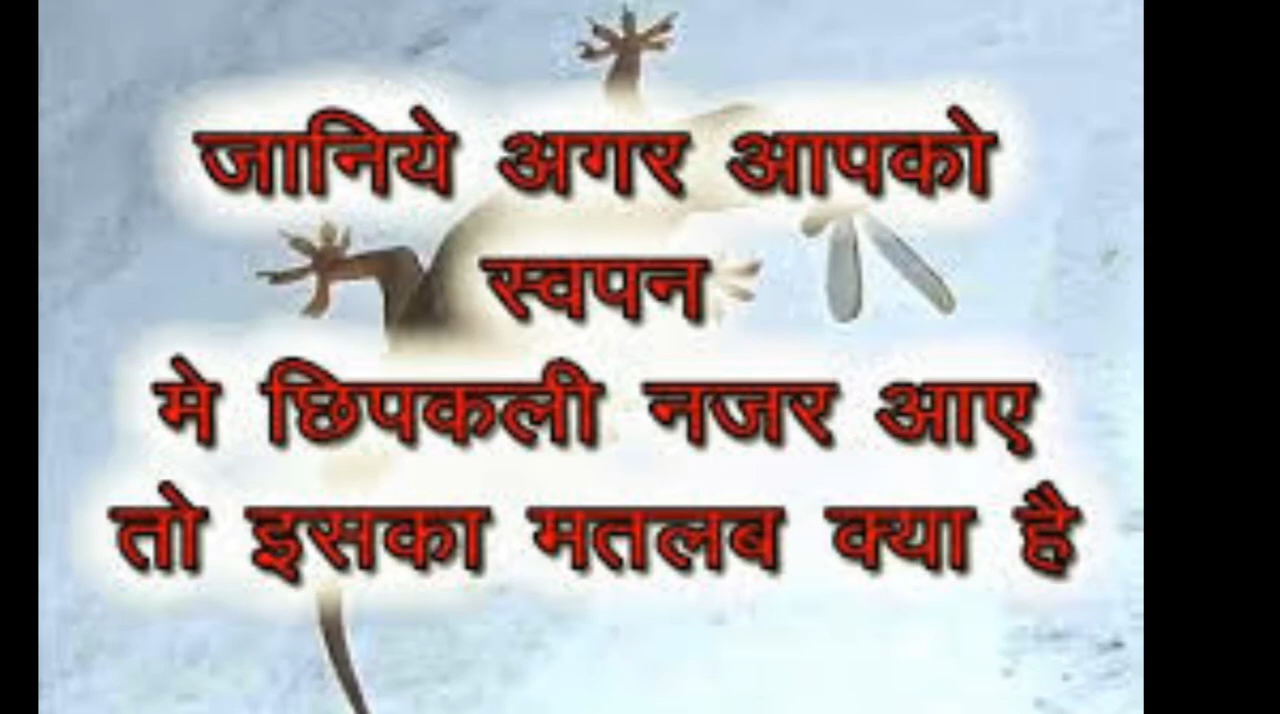 जानिये अगर आपको
स्वपन
मे छिपकली नजर आए
तो इसका मतलब क्या है